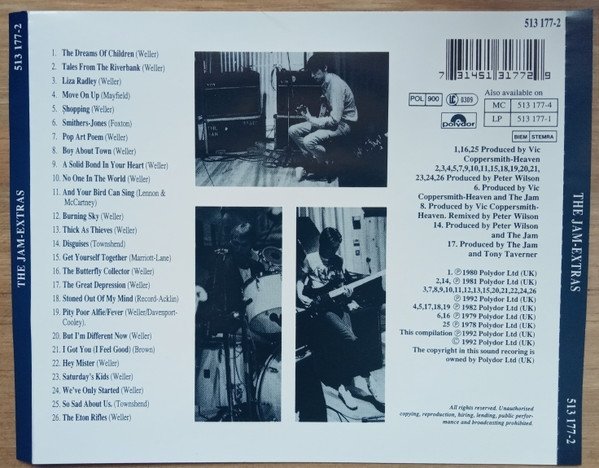 THE JAM-EXTRAS
513 177-2
1. The Dreams Of Children (Weller)
2. Tales From The Riverbank (Weller)
3. Liza Radley (Weller)
4. Move On Up (Mayfield)
5. Shopping (Weller)
6. Smithers-Jones (Foxton)
7. Pop Art Poem (Weller)
8. Boy About Town (Weller)
9. A Solid Bond In Your Heart (Weller)
10. No One In The World (Weller)
11. And Your Bird Can Sing (Lennon &
McCartney)
12. Burning Sky (Weller)
13. Thick As Thieves (Weller)
14. Disguises (Townshend)
15. Get Yourself Together (Marriott-Lane)
16. The Butterfly Collector (Weller)
17. The Great Depression (Weller)
18. Stoned Out Of My Mind (Record-Acklin)
19. Pity Poor Alfie/Fever (Weller/Davenport-
Cooley).
20. But I'm Different Now (Weller)
21. I Got You (I Feel Good) (Brown)
22. Hey Mister (Weller)
23. Saturday's Kids (Weller)
24. We've Only Started (Weller)
25. So Sad About Us. (Townshend)
26. The Eton Rifles (Weller)
513 177-2
7 31451 31772 9
POL 900
LC 0309
Also available on
MC 513 177-4
LP 513 177-1
polydor
BIEM STEMRA
1,16,25 Produced by Vic
Coppersmith-Heaven
2,3,4,5,7,9,10,11,15,18,19,20,21,
23,24,26 Produced by Peter Wilson
6. Produced by Vic
Coppersmith-Heaven and The Jam
8. Produced by Vic Coppersmith-
Heaven. Remixed by Peter Wilson
14. Produced by Peter Wilson
and The Jam
17. Produced by The Jam
and Tony Taverner
1. ℗ 1980 Polydor Ltd (UK)
2,14, ℗ 1981 Polydor Ltd (UK)
3,7,8,9,10,11,12,13,15,20,21,22,24,26
℗ 1992 Polydor Ltd (UK)
4,5,17,18,19 ℗ 1982 Polydor Ltd (UK)
6,16 ℗ 1979 Polydor Ltd (UK)
25 ℗ 1978 Polydor Ltd (UK)
This compilation ℗ 1992 Polydor Ltd (UK)
© 1992 Polydor Ltd (UK)
The copyright in this sound recoring is
owned by Polydor Ltd (UK)
All rights reserved. Unauthorised
copying, reproduction, hiring, lending, public perfor-
mance and broadcasting prohibited.
THE JAM-EXTRAS
513 177-2